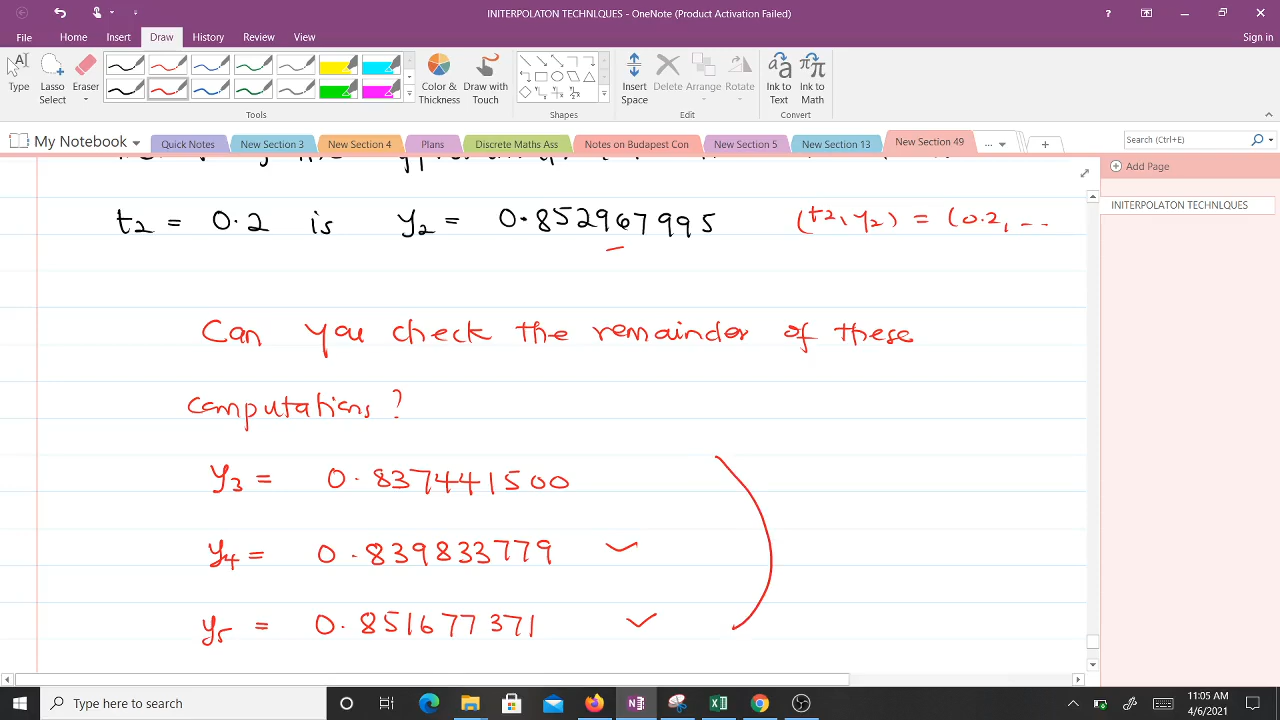 INTERPOLATON TECHNLQUES - OneNote (Product Activation Failed)
File Home Insert Draw History Review View
Sign in
Type
Lasso Select
Eraser
Color & Thickness
Draw with Touch
Insert Space
Delete
Arrange
Rotate
Ink to Text
Ink to Math
Tools
Shapes
Edit
Convert
My Notebook
Quick Notes
New Section 3
New Section 4
Plans
Discrete Maths Ass
Notes on Budapest Con
New Section 5
New Section 13
New Section 49
Search (Ctrl+E)
Add Page
INTERPOLATON TECHNLQUES
t2 = 0.2 is y2 = 0.852967995 (t2, y2) = (0.2, ...
Can you check the remainder of these
computations?
y3 = 0.837441500
y4 = 0.839833779
y5 = 0.851677371
Type here to search
11:05 AM
4/6/2021